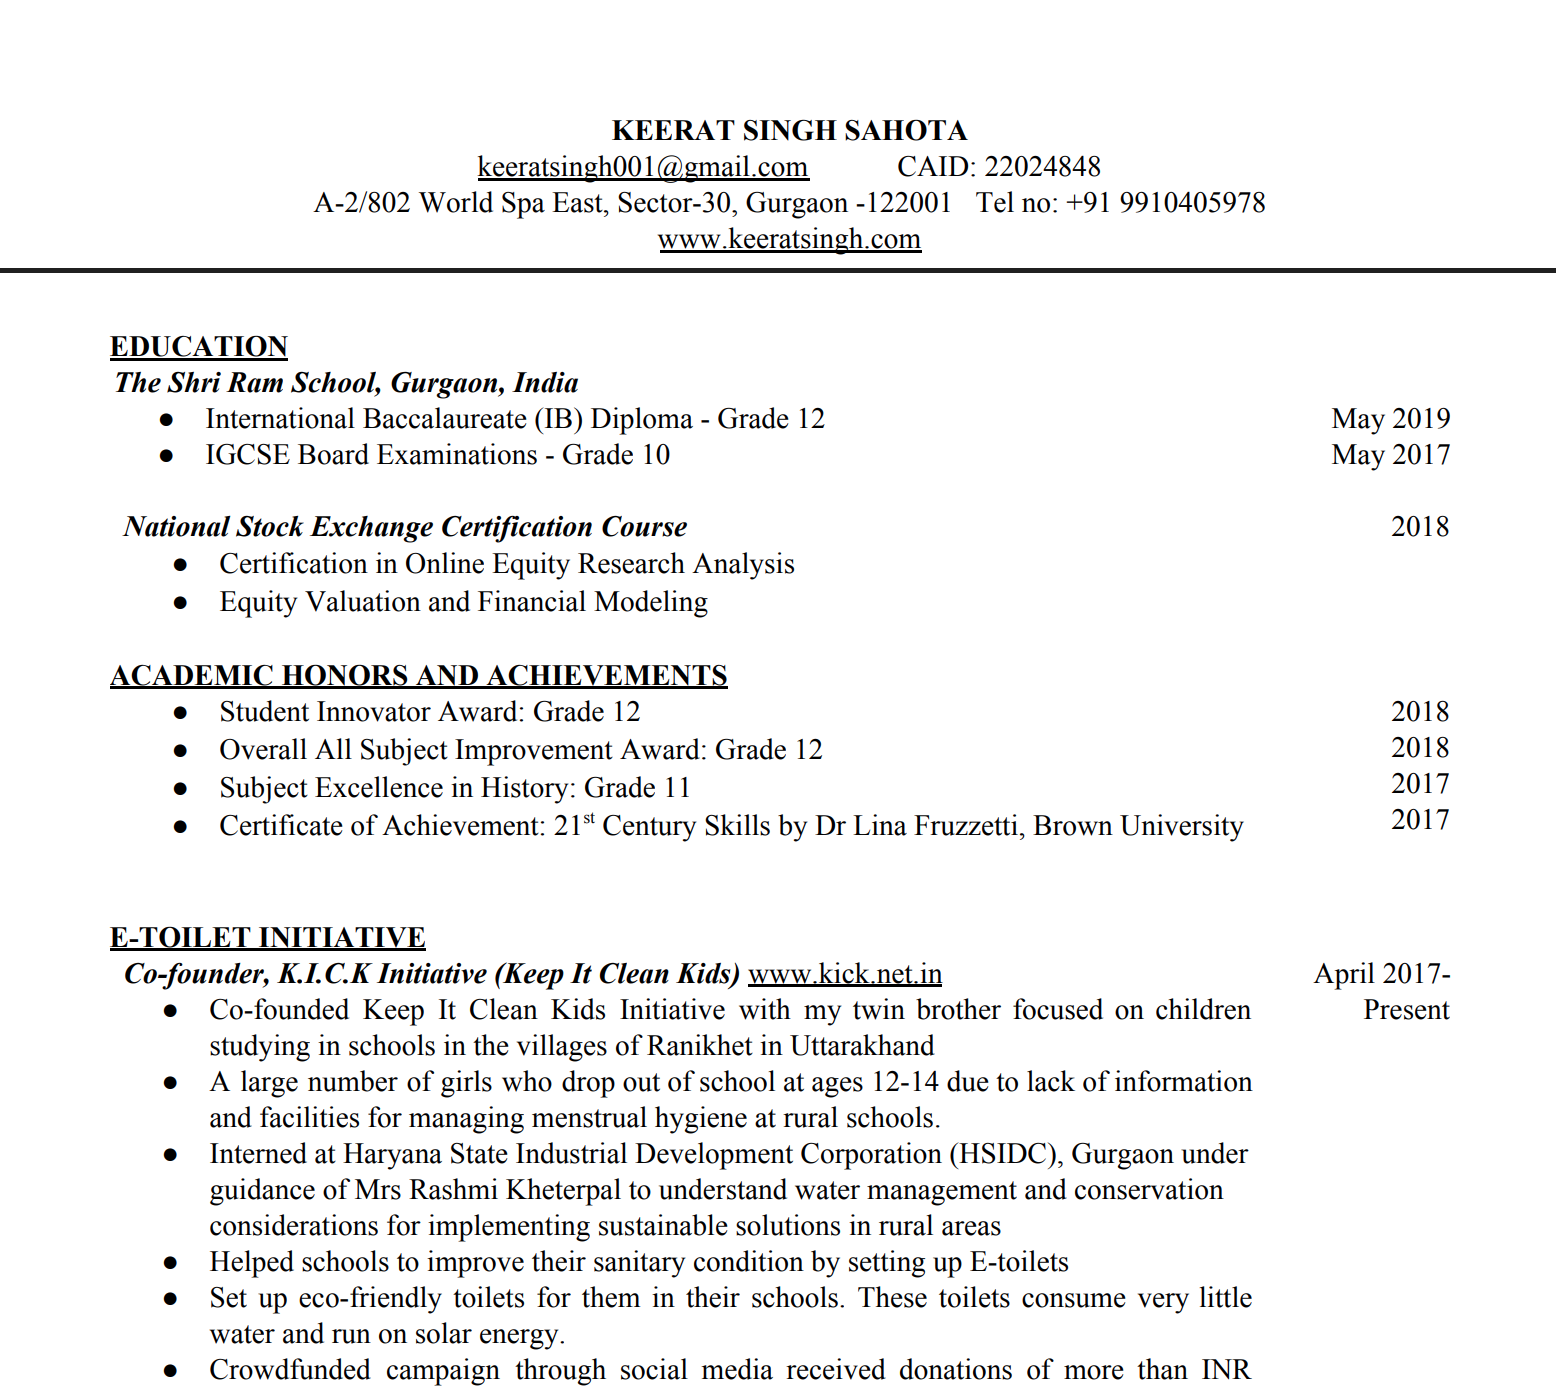 KEERAT SINGH SAHOTA
keeratsingh001@gmail.com CAID: 22024848
A-2/802 World Spa East, Sector-30, Gurgaon -122001 Tel no: +91 9910405978
www.keeratsingh.com
EDUCATION
The Shri Ram School, Gurgaon, India
● International Baccalaureate (IB) Diploma - Grade 12 May 2019
● IGCSE Board Examinations - Grade 10 May 2017
National Stock Exchange Certification Course 2018
● Certification in Online Equity Research Analysis
● Equity Valuation and Financial Modeling
ACADEMIC HONORS AND ACHIEVEMENTS
● Student Innovator Award: Grade 12 2018
● Overall All Subject Improvement Award: Grade 12 2018
● Subject Excellence in History: Grade 11 2017
● Certificate of Achievement: 21st Century Skills by Dr Lina Fruzzetti, Brown University 2017
E-TOILET INITIATIVE
Co-founder, K.I.C.K Initiative (Keep It Clean Kids) www.kick.net.in April 2017-
● Co-founded Keep It Clean Kids Initiative with my twin brother focused on children Present
studying in schools in the villages of Ranikhet in Uttarakhand
● A large number of girls who drop out of school at ages 12-14 due to lack of information
and facilities for managing menstrual hygiene at rural schools.
● Interned at Haryana State Industrial Development Corporation (HSIDC), Gurgaon under
guidance of Mrs Rashmi Kheterpal to understand water management and conservation
considerations for implementing sustainable solutions in rural areas
● Helped schools to improve their sanitary condition by setting up E-toilets
● Set up eco-friendly toilets for them in their schools. These toilets consume very little
water and run on solar energy.
● Crowdfunded campaign through social media received donations of more than INR